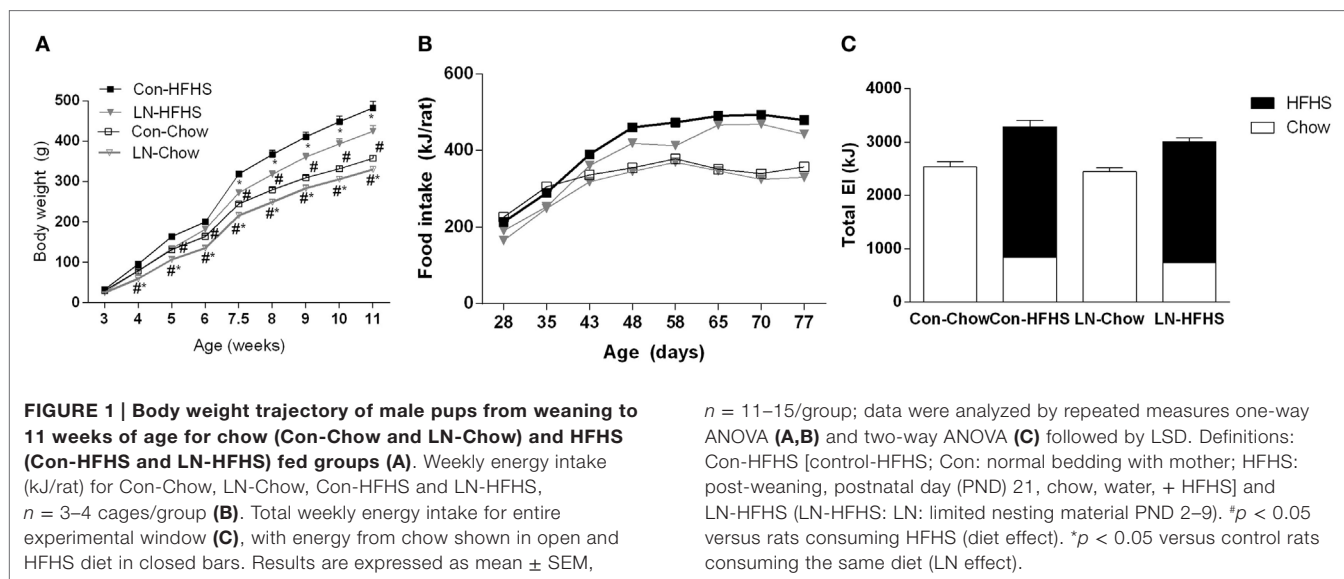 A
Con-HFHS
LN-HFHS
Con-Chow
LN-Chow
Body weight (g)
500
400
300
200
100
0
* * * * * *
# # # # # # #
#* #* #* #* #* #* #* #*
3 4 5 6 7.5 8 9 10 11
Age (weeks)
B
Food intake (kJ/rat)
600
400
200
0
28 35 43 48 58 65 70 77
Age (days)
C
Total EI (kJ)
4000
3000
2000
1000
0
Con-Chow Con-HFHS LN-Chow LN-HFHS
HFHS
Chow
FIGURE 1 | Body weight trajectory of male pups from weaning to
11 weeks of age for chow (Con-Chow and LN-Chow) and HFHS
(Con-HFHS and LN-HFHS) fed groups (A). Weekly energy intake
(kJ/rat) for Con-Chow, LN-Chow, Con-HFHS and LN-HFHS,
n = 3–4 cages/group (B). Total weekly energy intake for entire
experimental window (C), with energy from chow shown in open and
HFHS diet in closed bars. Results are expressed as mean ± SEM,
n = 11–15/group; data were analyzed by repeated measures one-way
ANOVA (A,B) and two-way ANOVA (C) followed by LSD. Definitions:
Con-HFHS [control-HFHS; Con: normal bedding with mother; HFHS:
post-weaning, postnatal day (PND) 21, chow, water, + HFHS] and
LN-HFHS (LN-HFHS: LN: limited nesting material PND 2–9). #p < 0.05
versus rats consuming HFHS (diet effect). *p < 0.05 versus control rats
consuming the same diet (LN effect).